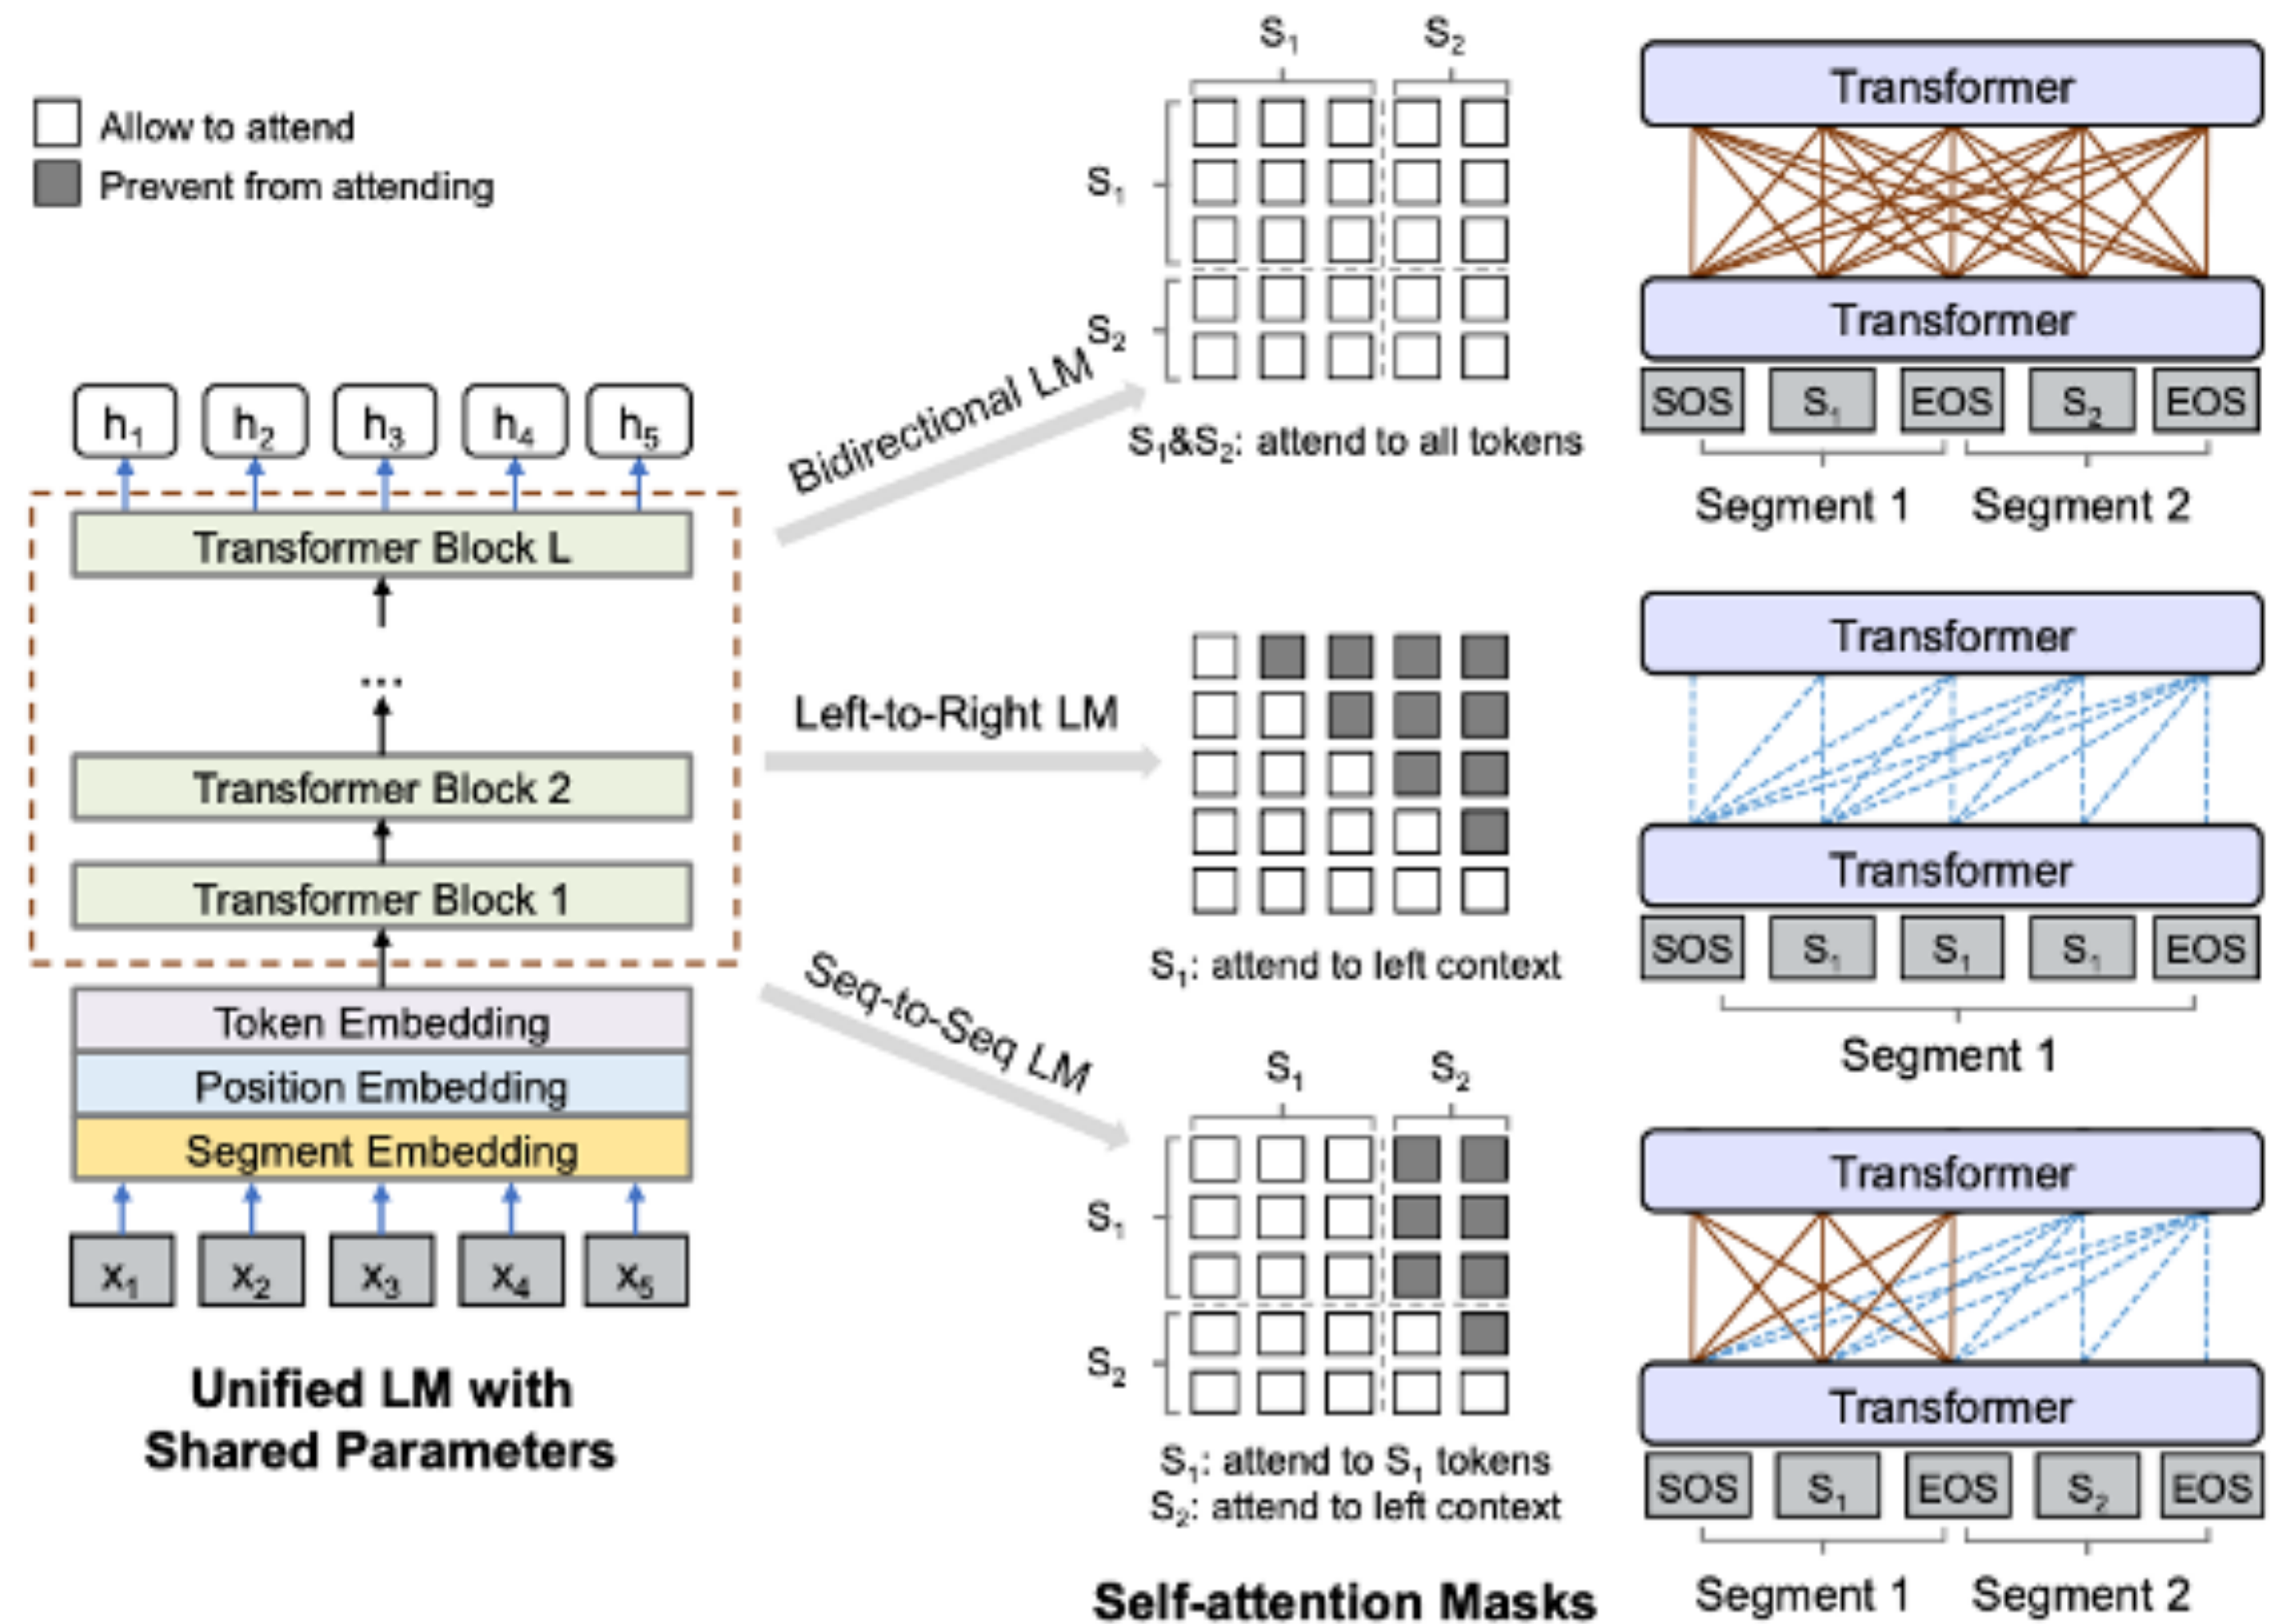 Allow to attend
Prevent from attending
h1 h2 h3 h4 h5
Transformer Block L
...
Transformer Block 2
Transformer Block 1
Token Embedding
Position Embedding
Segment Embedding
x1 x2 x3 x4 x5
Unified LM with
Shared Parameters
Bidirectional LM
Left-to-Right LM
Seq-to-Seq LM
S1 S2
S1
S2
S1&S2: attend to all tokens
S1: attend to left context
S1 S2
S1
S2
S1: attend to S1 tokens
S2: attend to left context
Self-attention Masks
Transformer
Transformer
SOS S1 EOS S2 EOS
Segment 1 Segment 2
Transformer
Transformer
SOS S1 S1 S1 EOS
Segment 1
Transformer
Transformer
SOS S1 EOS S2 EOS
Segment 1 Segment 2